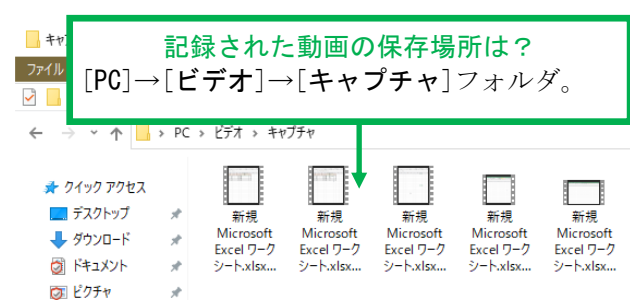 キャ
記録された動画の保存場所は？
[PC]→[ビデオ]→[キャプチャ]フォルダ。
ファイル
PC › ビデオ › キャプチャ
クイック アクセス
デスクトップ
ダウンロード
ドキュメント
ピクチャ
新規
Microsoft
Excel ワーク
シート.xlsx...
新規
Microsoft
Excel ワーク
シート.xlsx...
新規
Microsoft
Excel ワーク
シート.xlsx...
新規
Microsoft
Excel ワーク
シート.xlsx...
新規
Microsoft
Excel ワーク
シート.xlsx...